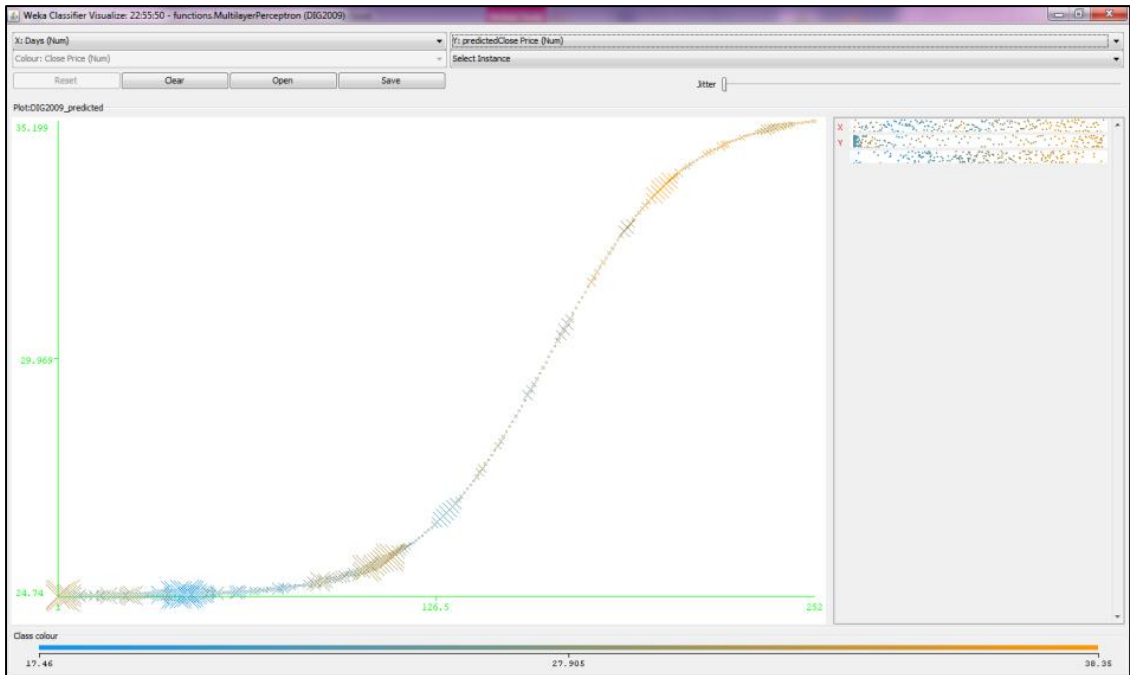 Weka Classifier Visualize: 22:55:50 - functions.MultilayerPerceptron (DIG2009)
X: Days (Num)
Y: predictedClose Price (Num)
Colour: Close Price (Num)
Select Instance
Reset
Clear
Open
Save
Jitter
Plot:DIG2009_predicted
35.199
X
Y
29.969
24.74
1
126.5
252
Class colour
17.46
27.905
38.35